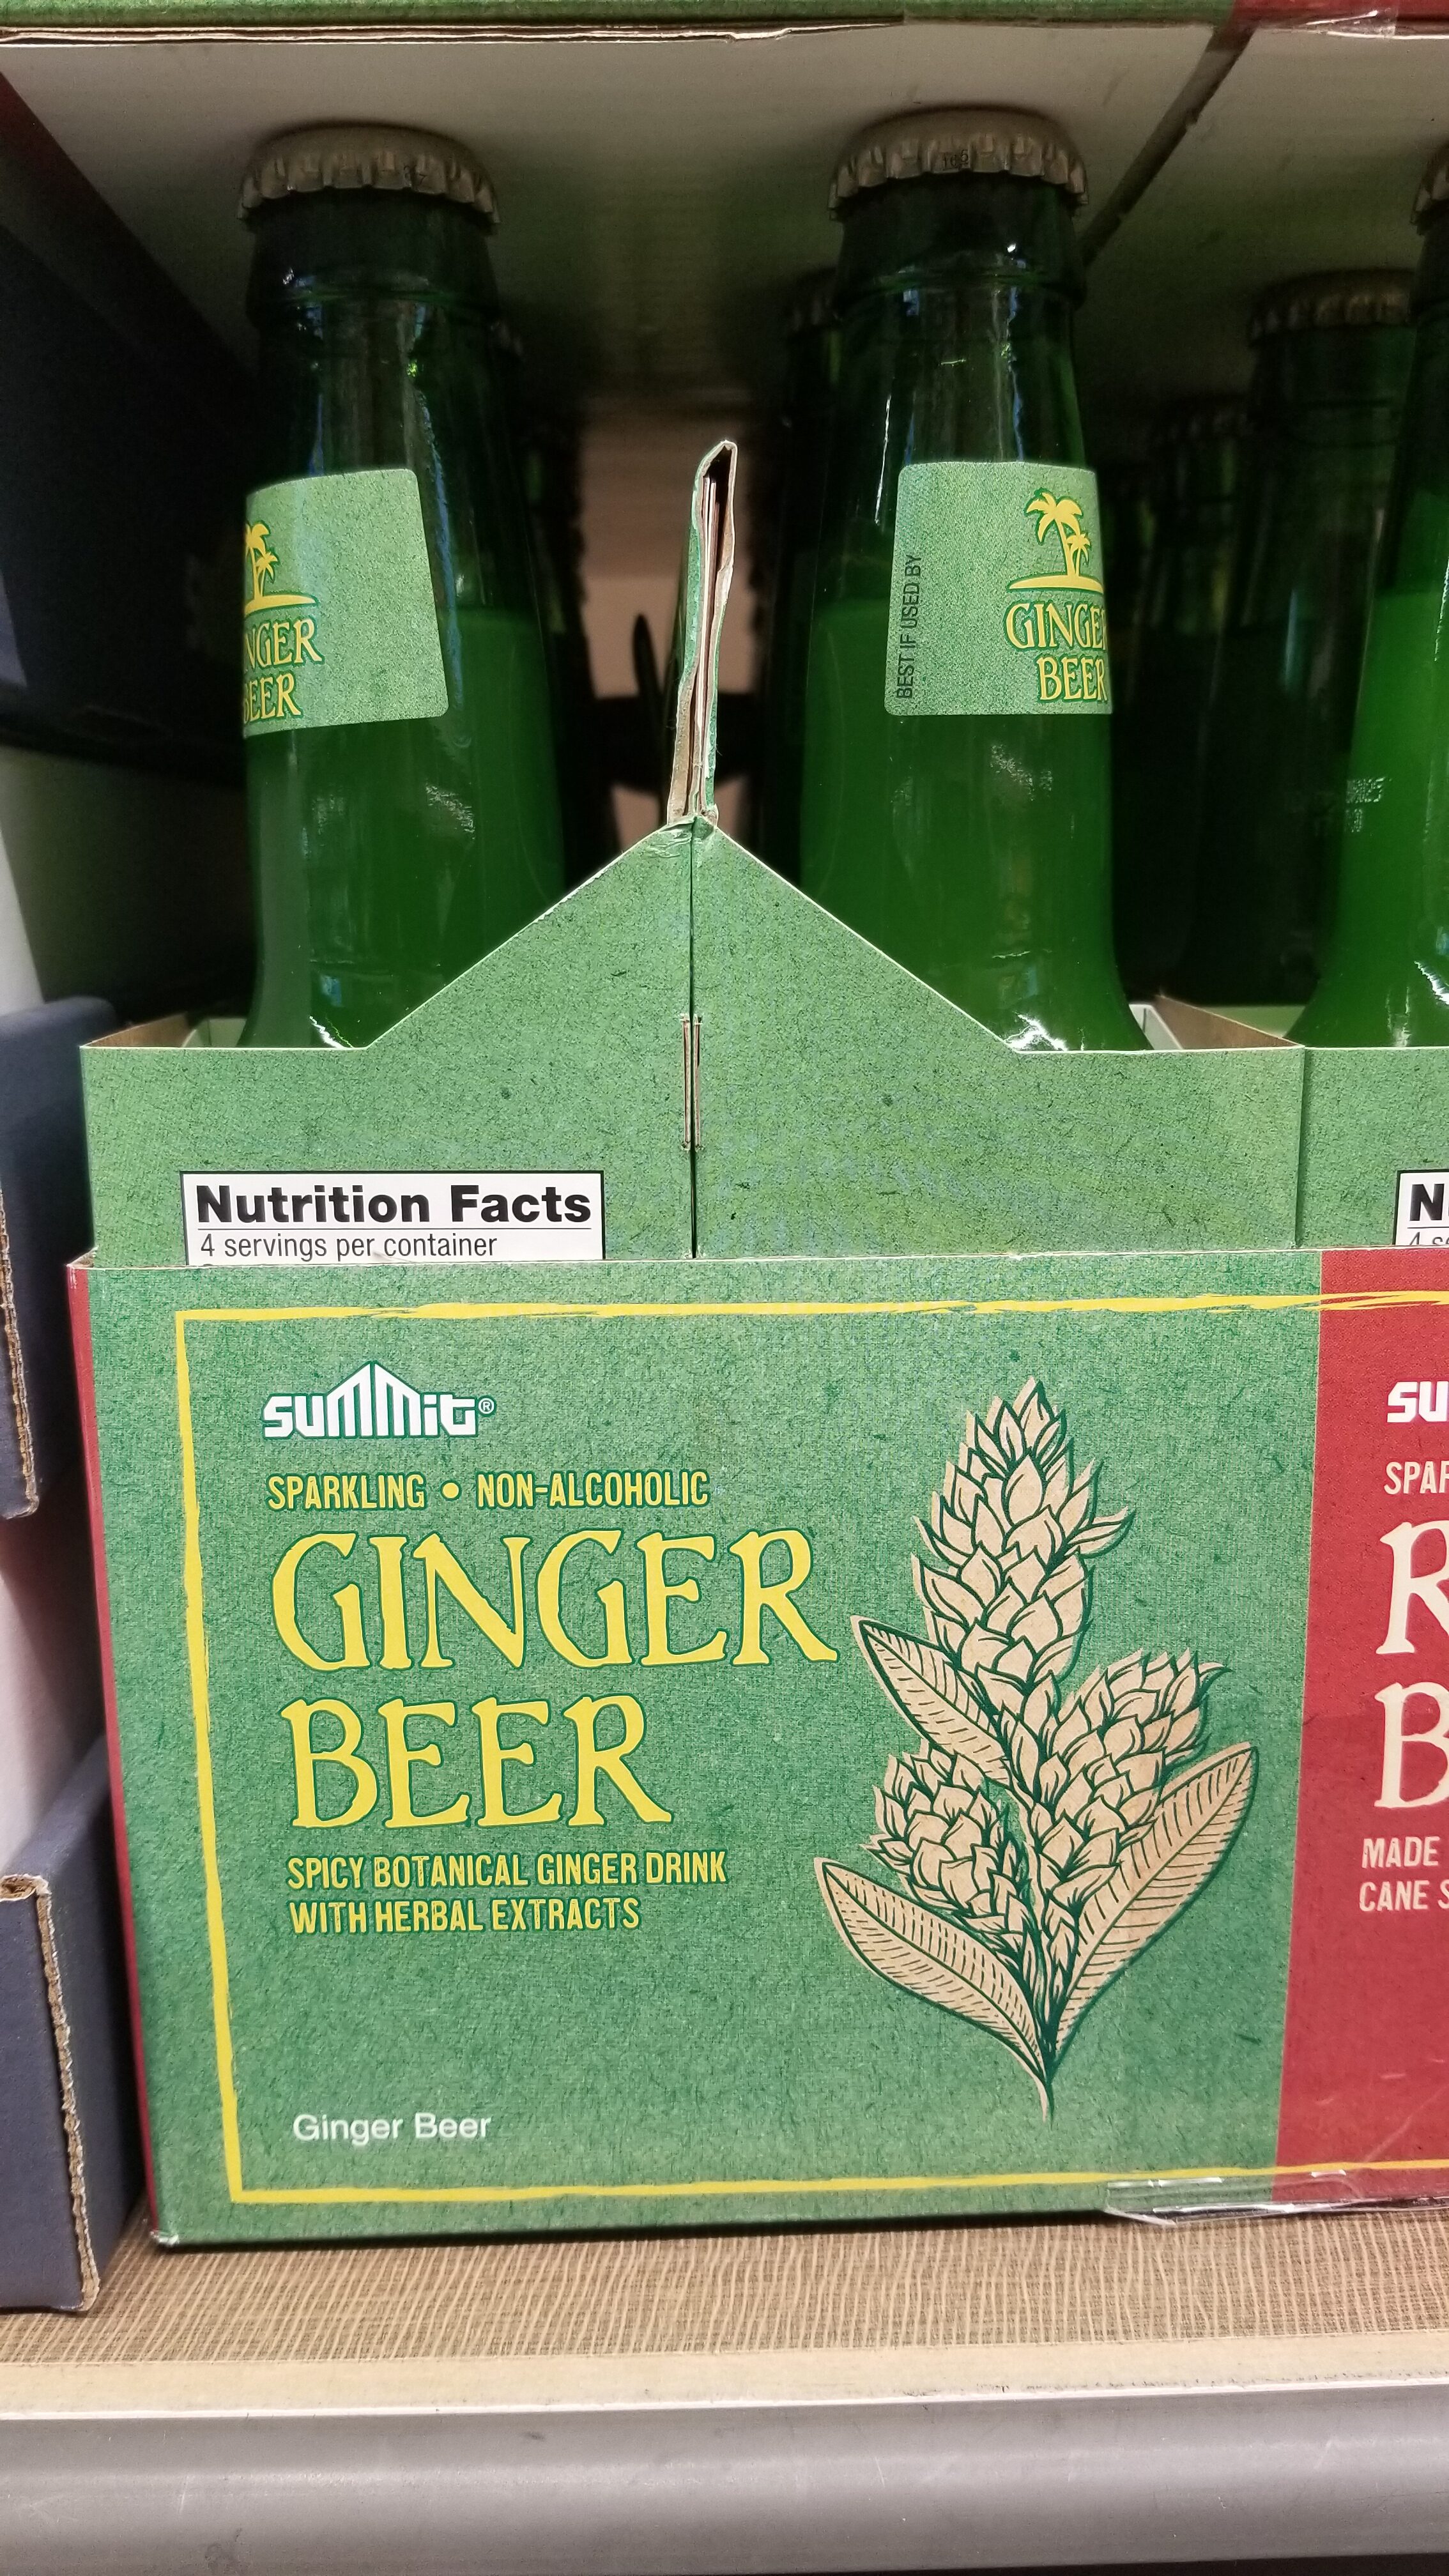 GINGER
BEER
BEST IF USED BY
GINGER
BEER
Nutrition Facts
4 servings per container
summit®
SPARKLING • NON-ALCOHOLIC
GINGER
BEER
SPICY BOTANICAL GINGER DRINK
WITH HERBAL EXTRACTS
Ginger Beer
MADE
CANE